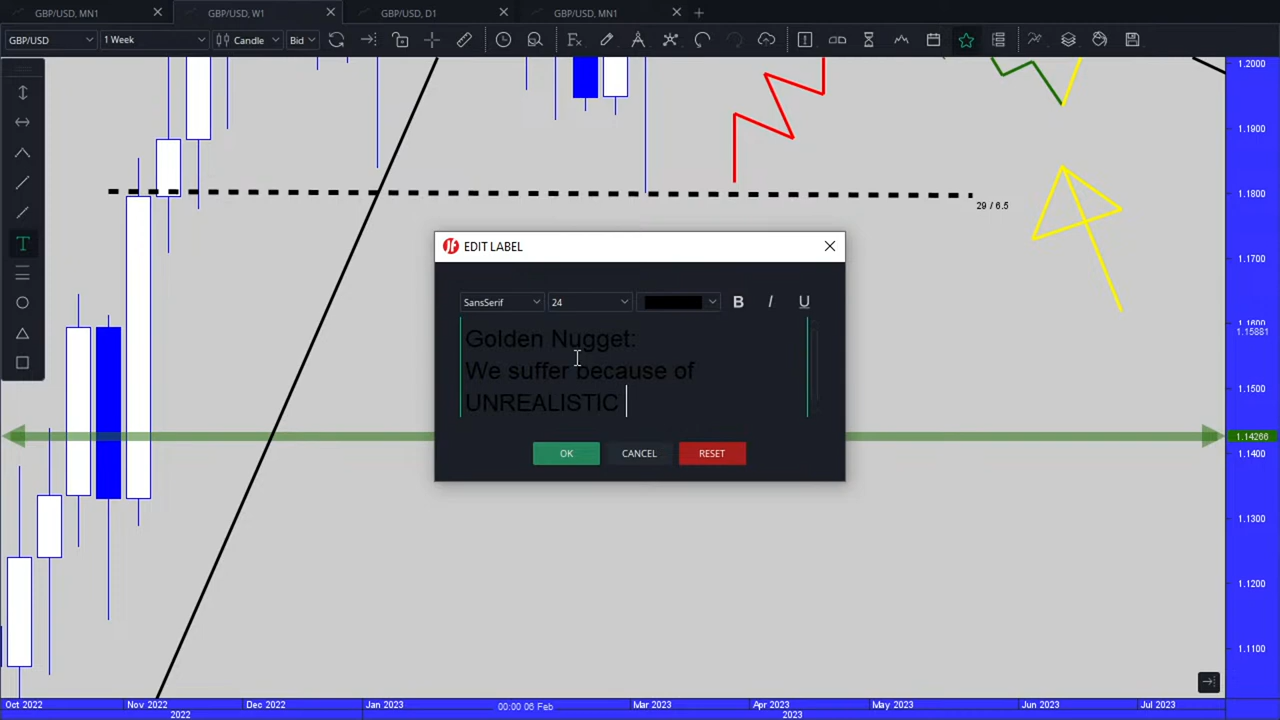 GBP/USD, MN1
GBP/USD, W1
GBP/USD, D1
GBP/USD, MN1
GBP/USD
1 Week
Candle
Bid
1.2000
1.1900
1.1800
1.1700
1.1600
1.15881
1.1500
1.14266
1.1400
1.1300
1.1200
1.1100
29 / 6.5
EDIT LABEL
SansSerif
24
B
I
U
Golden Nugget:
We suffer because of
UNREALISTIC
OK
CANCEL
RESET
Oct 2022
Nov 2022
Dec 2022
Jan 2023
00:00 06 Feb
Mar 2023
Apr 2023
May 2023
Jun 2023
Jul 2023
2022
2023